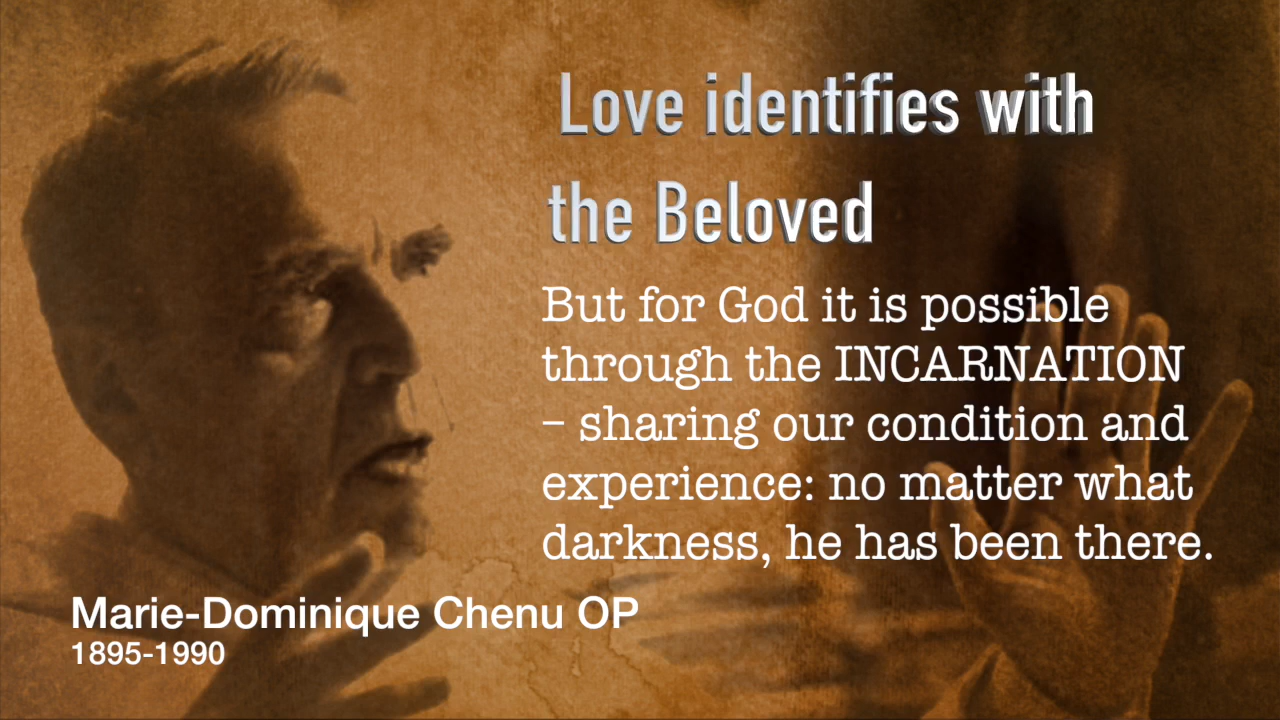 Love identifies with
the Beloved
But for God it is possible
through the INCARNATION
– sharing our condition and
experience: no matter what
darkness, he has been there.
Marie-Dominique Chenu OP
1895-1990